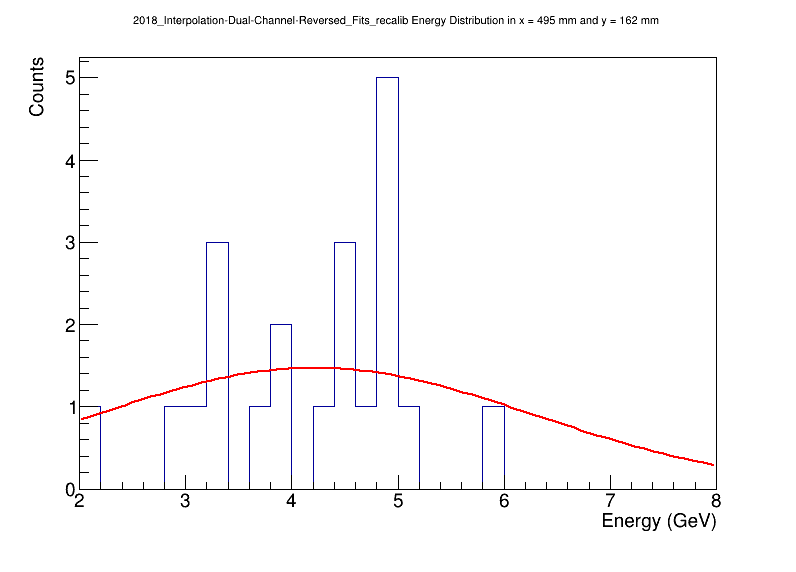 2018_Interpolation-Dual-Channel-Reversed_Fits_recalib Energy Distribution in x = 495 mm and y = 162 mm
Counts
5
4
3
2
1
0
2 3 4 5 6 7 8
Energy (GeV)